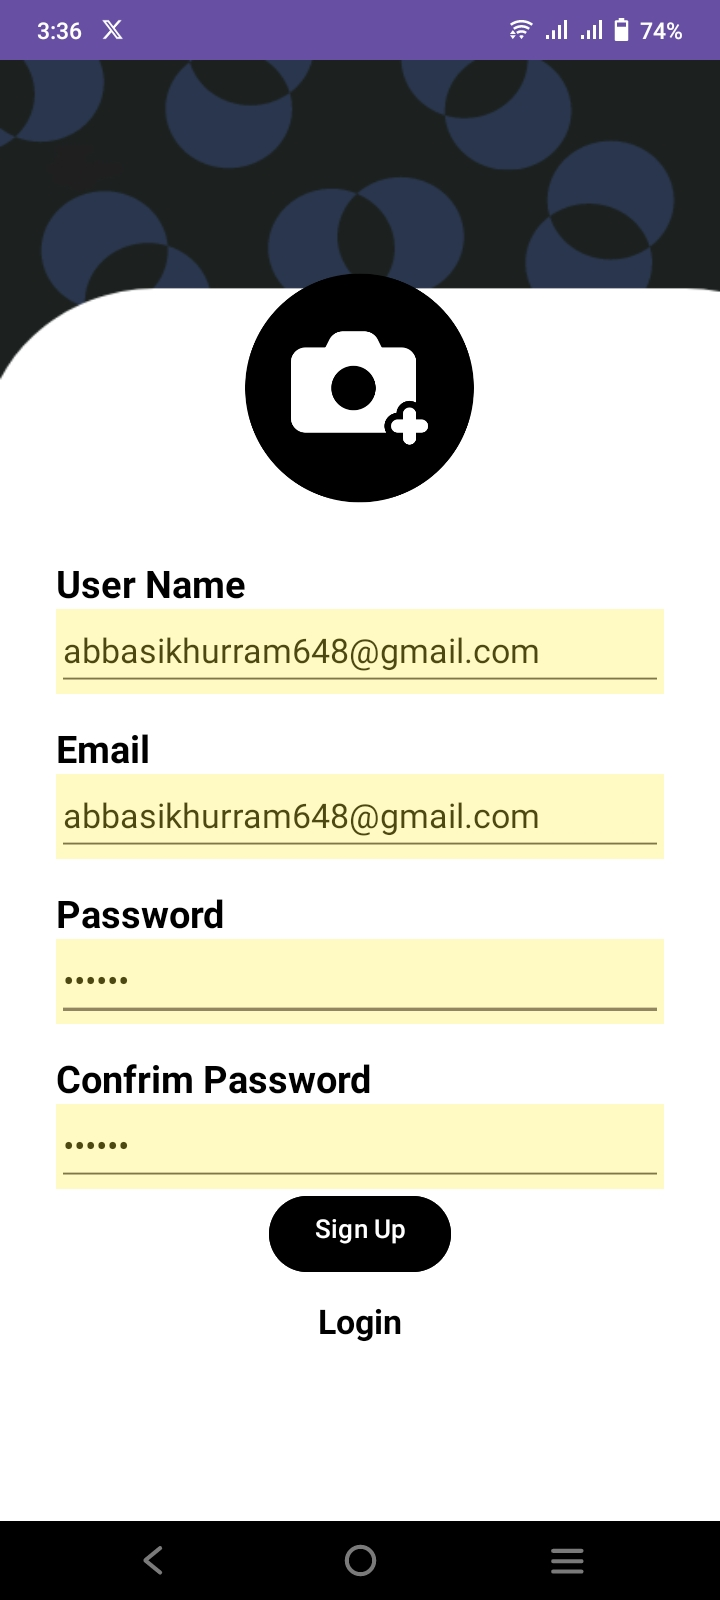 3:36 X 74%
User Name
abbasikhurram648@gmail.com
Email
abbasikhurram648@gmail.com
Password
••••••
Confrim Password
••••••
Sign Up
Login